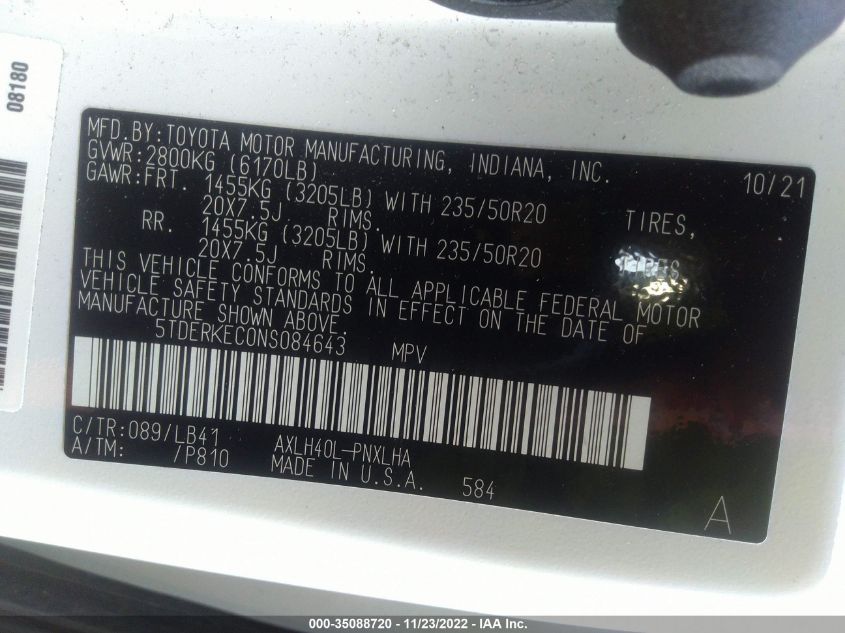 08180
MFD.BY:TOYOTA MOTOR MANUFACTURING, INDIANA, INC. 10/21
GVWR:2800KG (6170LB)
GAWR:FRT. 1455KG (3205LB) WITH 235/50R20 TIRES,
20X7.5J RIMS.
RR. 1455KG (3205LB) WITH 235/50R20 TIRES
20X7.5J RIMS.
THIS VEHICLE CONFORMS TO ALL APPLICABLE FEDERAL MOTOR
VEHICLE SAFETY STANDARDS IN EFFECT ON THE DATE OF
MANUFACTURE SHOWN ABOVE.
5TDERKEC0NS084643 MPV
C/TR:089/LB41 AXLH40L-PNXLHA
A/TM: /P810 MADE IN U.S.A. 584
A
000-35088720 - 11/23/2022 - IAA Inc.